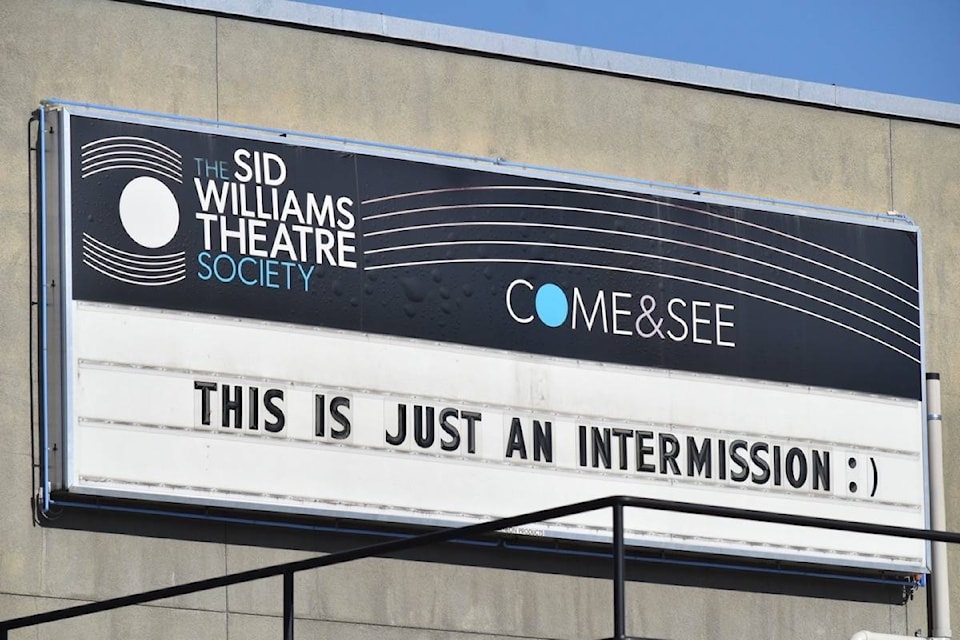 THE SID
WILLIAMS
THEATRE
SOCIETY
COME&SEE
THIS IS JUST AN INTERMISSION :)